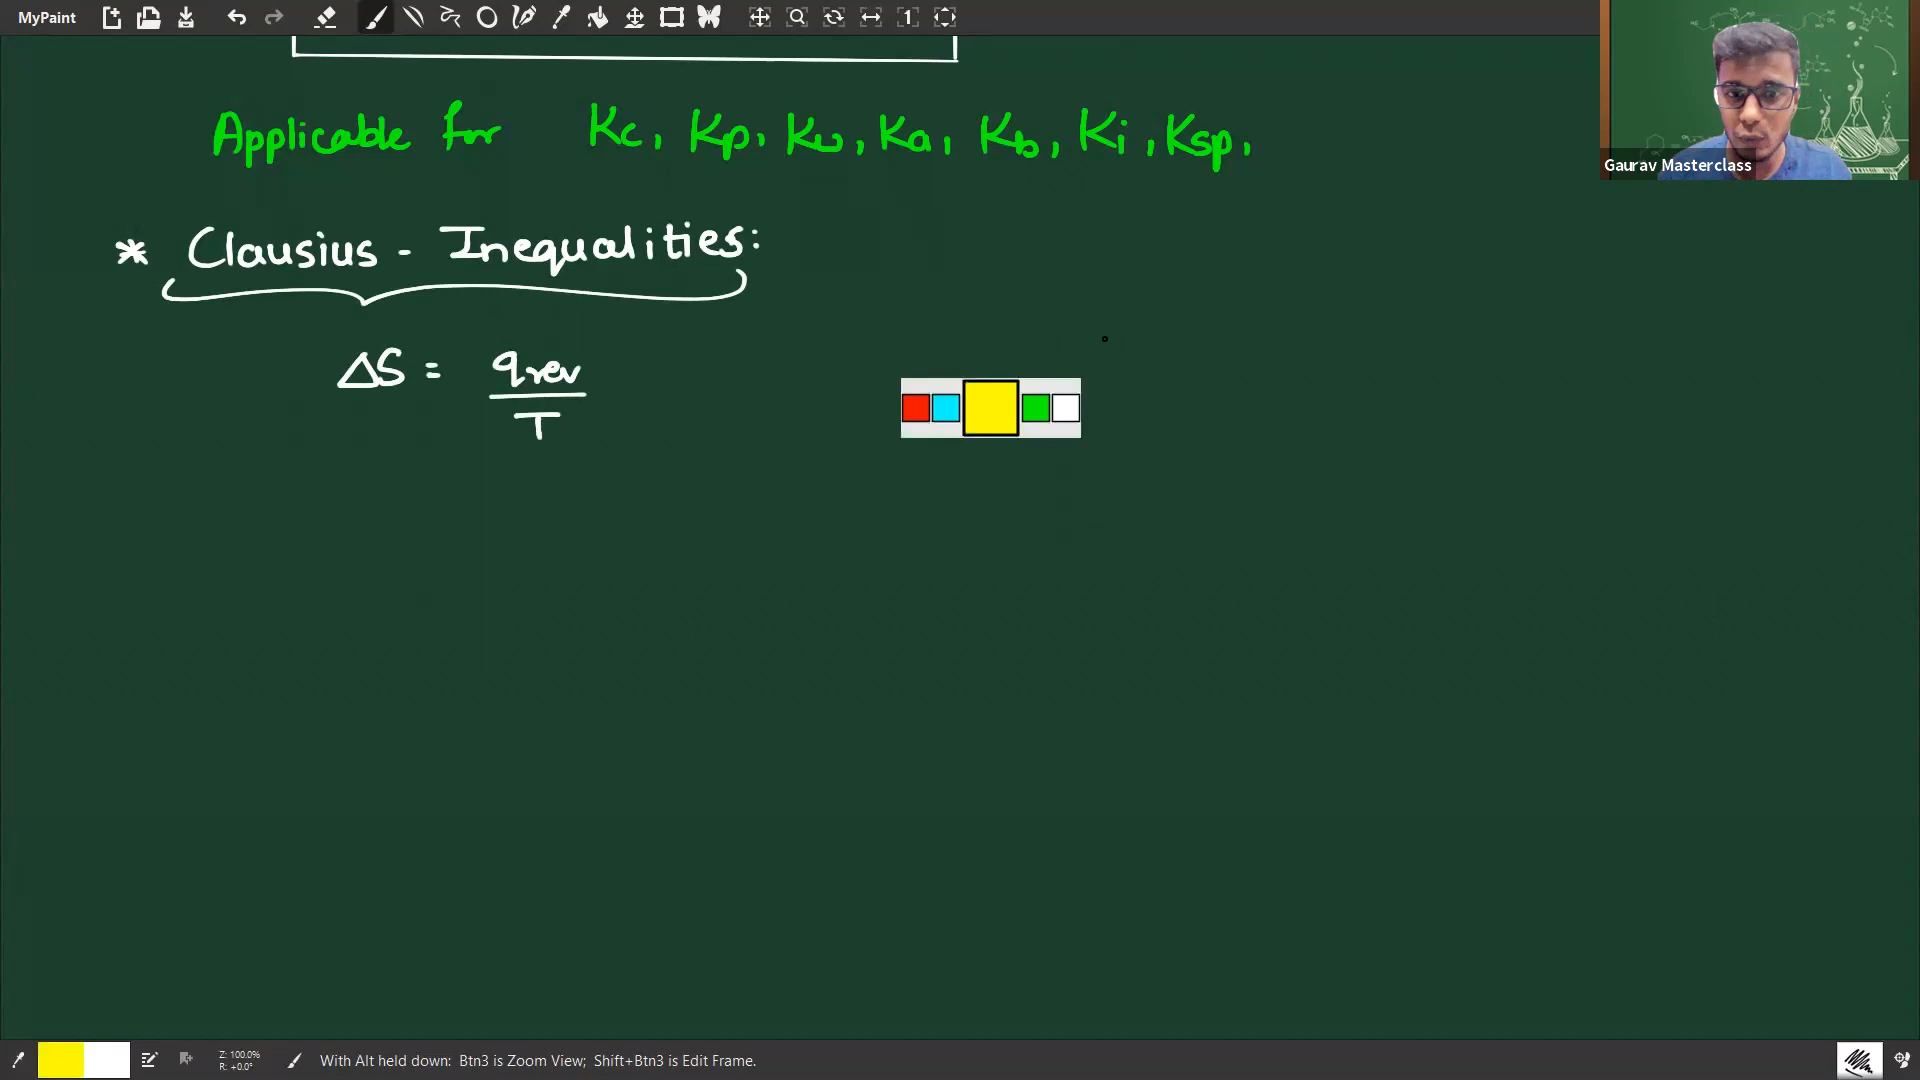 MyPaint
Gaurav Masterclass
Applicable for Kc, Kp, Kw, Ka, Kb, Ki, Ksp,
* Clausius - Inequalities:
ΔS = qrev
T
Z: 100.0%
R: +0.0°
With Alt held down: Btn3 is Zoom View; Shift+Btn3 is Edit Frame.